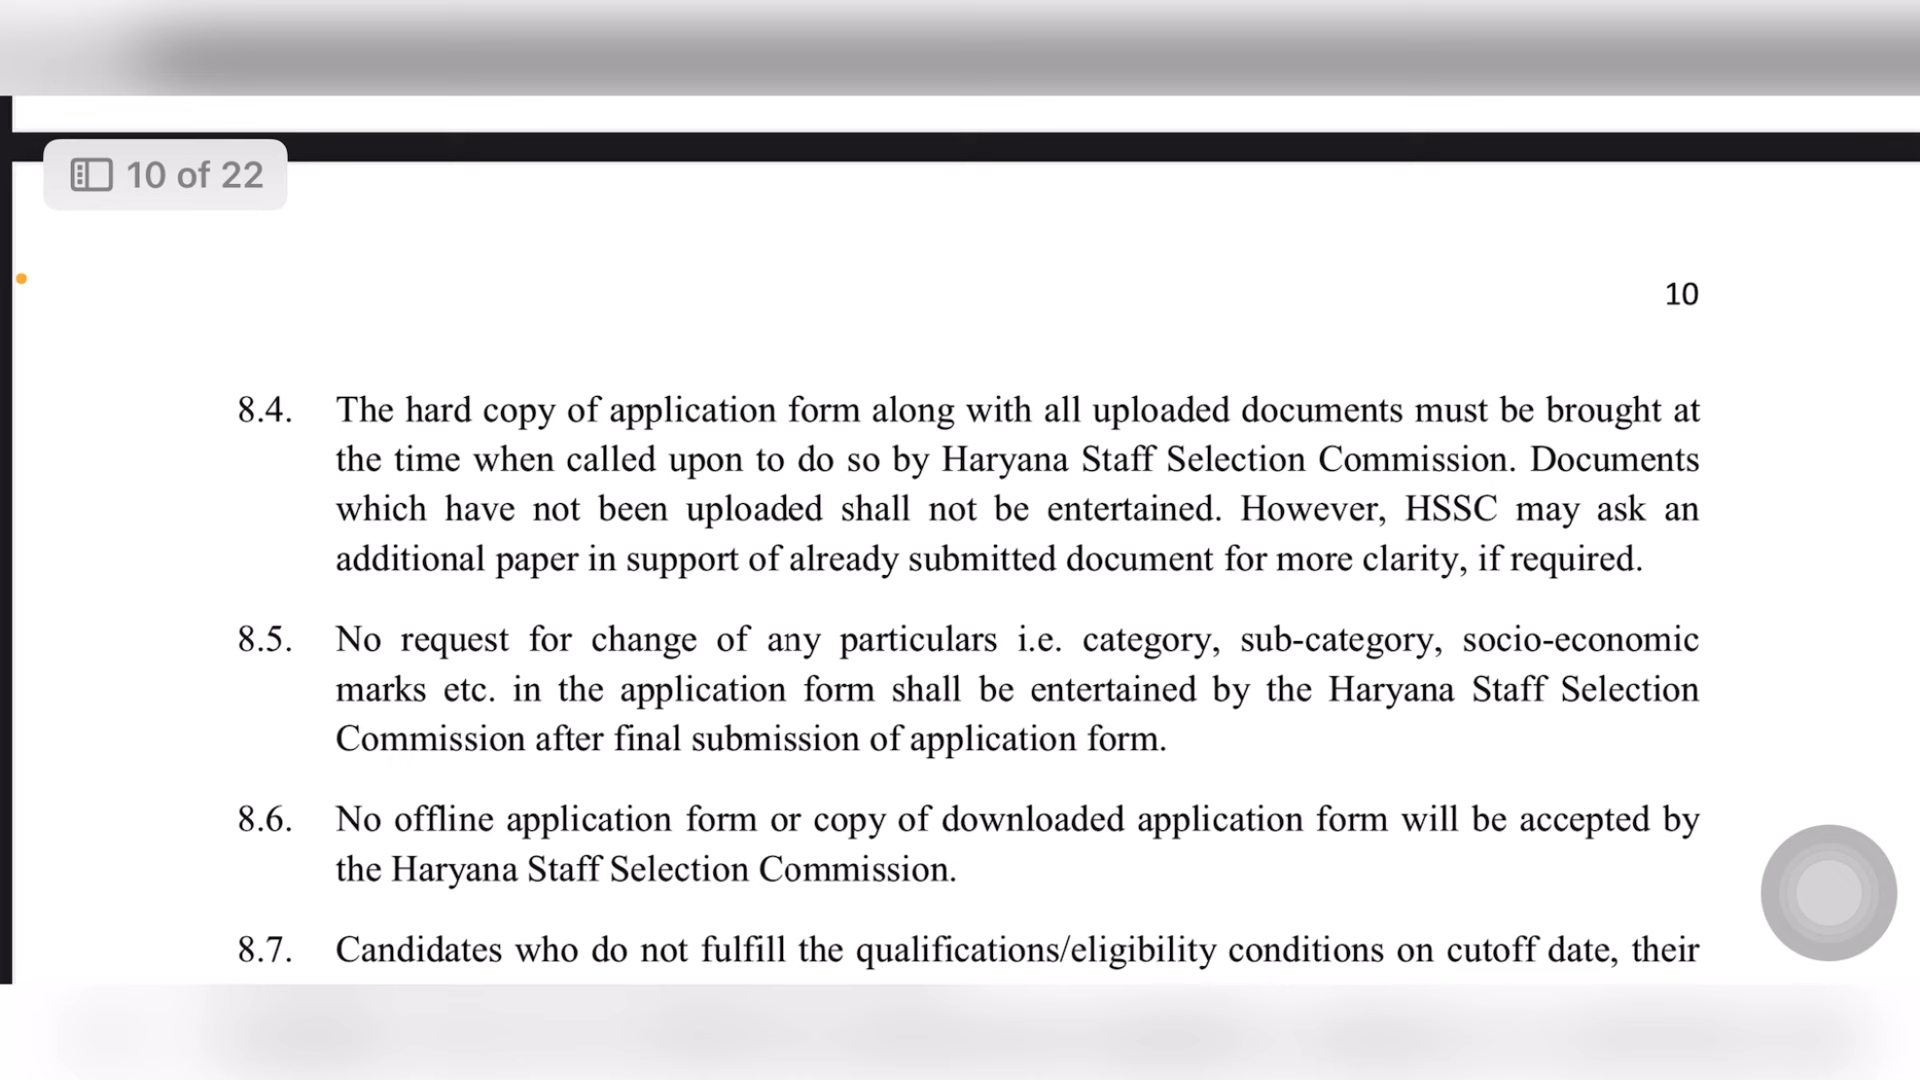 10 of 22
10
8.4. The hard copy of application form along with all uploaded documents must be brought at
the time when called upon to do so by Haryana Staff Selection Commission. Documents
which have not been uploaded shall not be entertained. However, HSSC may ask an
additional paper in support of already submitted document for more clarity, if required.
8.5. No request for change of any particulars i.e. category, sub-category, socio-economic
marks etc. in the application form shall be entertained by the Haryana Staff Selection
Commission after final submission of application form.
8.6. No offline application form or copy of downloaded application form will be accepted by
the Haryana Staff Selection Commission.
8.7. Candidates who do not fulfill the qualifications/eligibility conditions on cutoff date, their